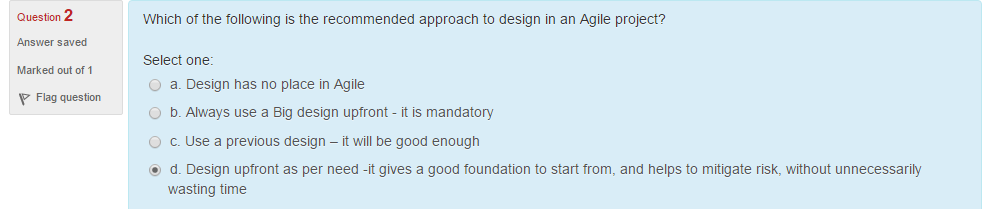 Question 2
Answer saved
Marked out of 1
Flag question
Which of the following is the recommended approach to design in an Agile project?
Select one:
a. Design has no place in Agile
b. Always use a Big design upfront - it is mandatory
c. Use a previous design – it will be good enough
d. Design upfront as per need -it gives a good foundation to start from, and helps to mitigate risk, without unnecessarily
wasting time